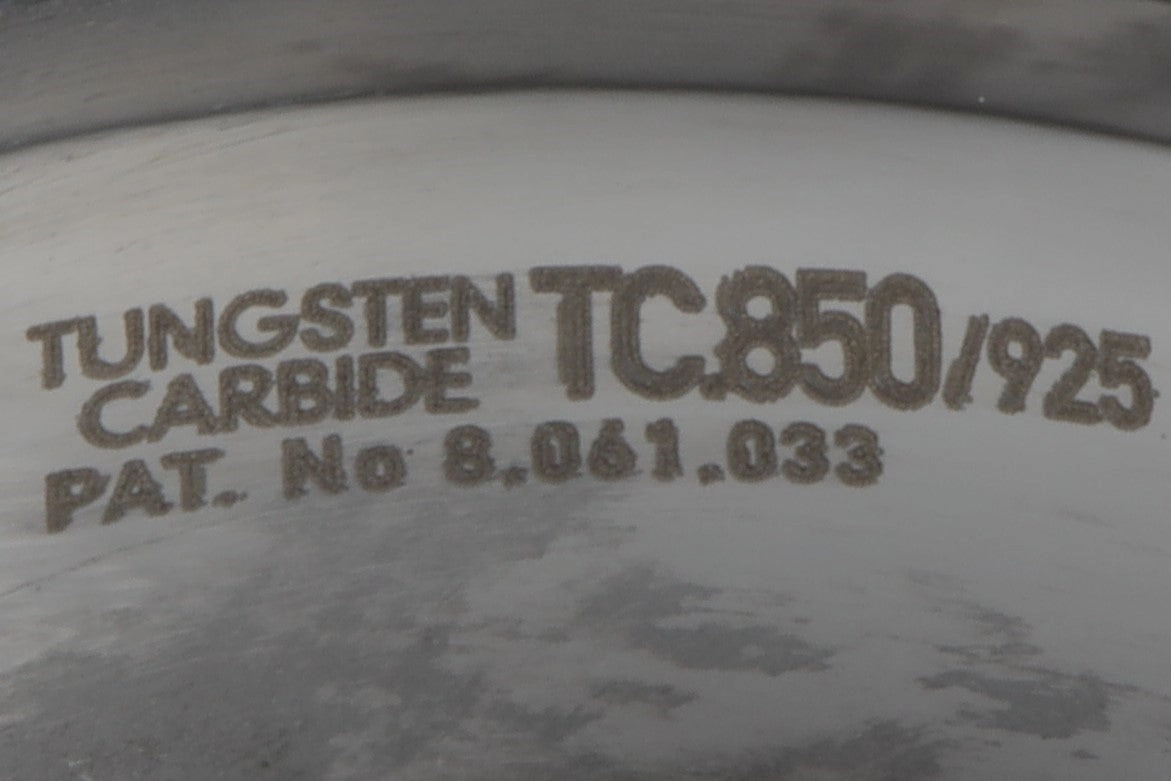 TUNGSTEN CARBIDE TC.850/925
PAT. No 8,061,033